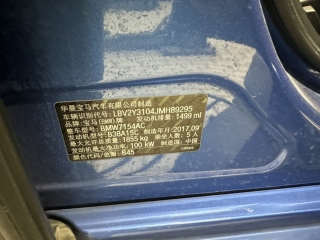 华晨宝马汽车有限公司制造
车辆识别代号: LBV2Y3104JMH89295
品牌: 宝马(BMW)牌 发动机排量: 1499 ml
整车型号: BMW7154AC
发动机型号: B38A15C 制造年月: 2017.09
最大允许总质量: 1855 kg 乘坐人数: 5 人
发动机最大净功率: 100 kW 制造国: 中国
颜色代码/色饰: B45